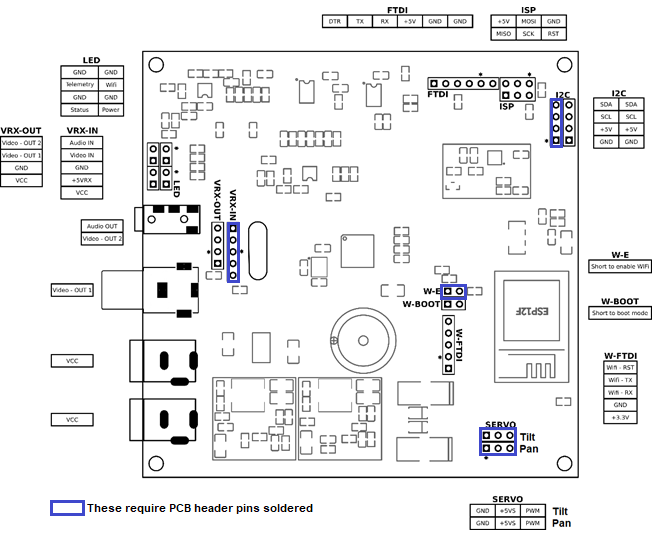 FTDI
DTR TX RX +5V GND GND
ISP
+5V MOSI GND
MISO SCK RST
LED
GND GND
Telemetry Wifi
GND GND
Status Power
VRX-OUT
Video - OUT 2
Video - OUT 1
GND
VCC
VRX-IN
Audio IN
Video IN
GND
+5VRX
VCC
FTDI
ISP
I2C
I2C
SDA SDA
SCL SCL
+5V +5V
GND GND
LED
VRX-OUT
VRX-IN
Audio OUT
Video - OUT 2
Video - OUT 1
VCC
VCC
W-E
W-BOOT
W-FTDI
ESP12F
W-E
Short to enable WiFi
W-BOOT
Short to boot mode
W-FTDI
Wifi - RST
Wifi - TX
Wifi - RX
GND
+3.3V
SERVO
Tilt
Pan
These require PCB header pins soldered
SERVO
GND +5VS PWM Tilt
GND +5VS PWM Pan